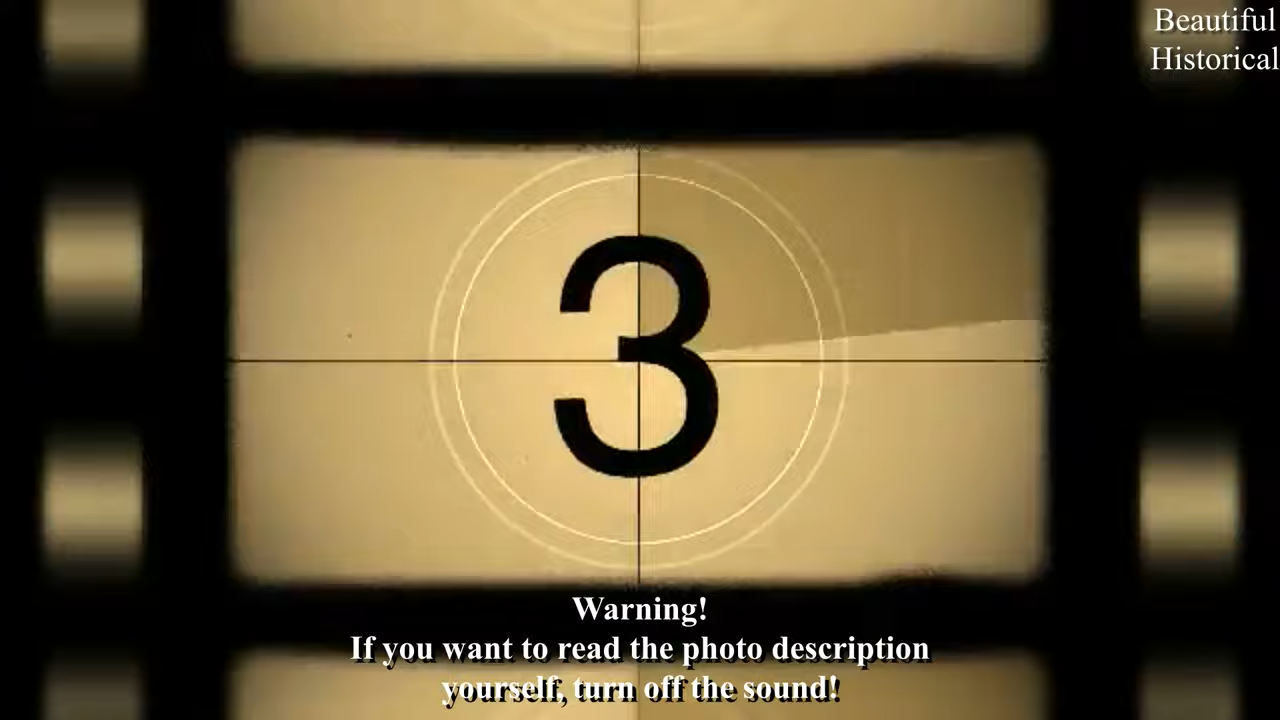 Beautiful
Historical
3
Warning!
If you want to read the photo description
yourself, turn off the sound!